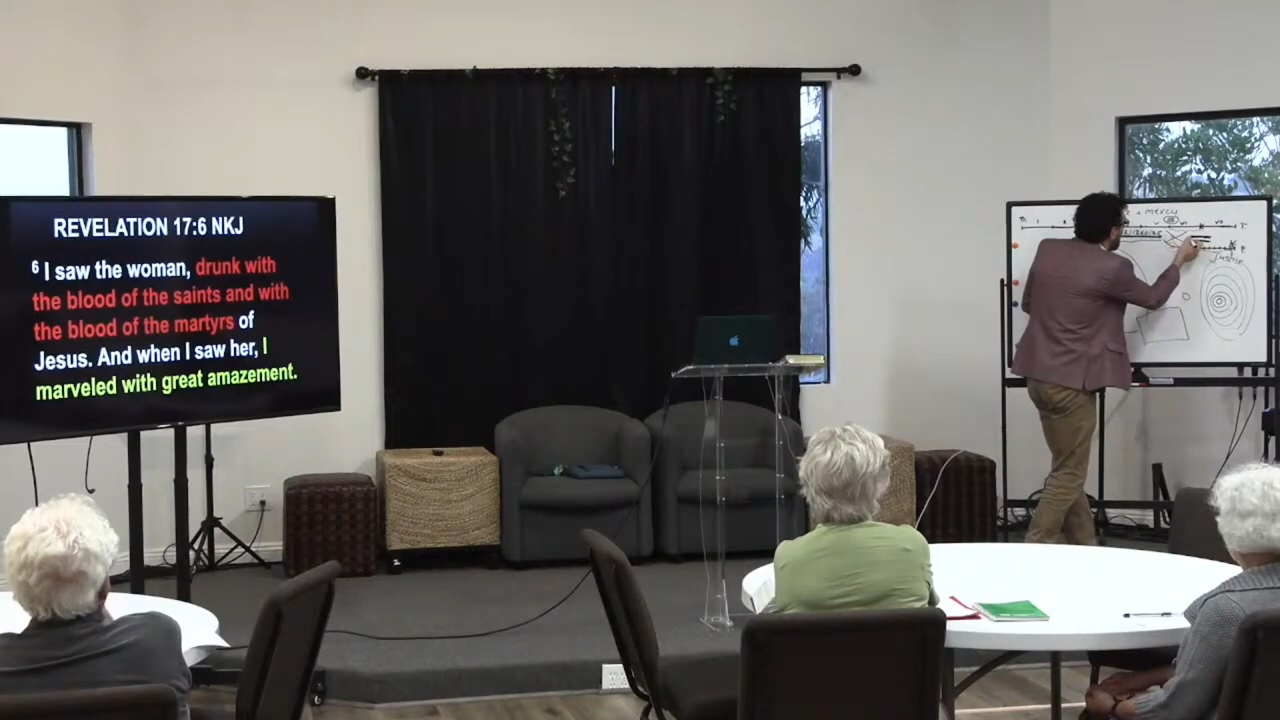 REVELATION 17:6 NKJ
6 I saw the woman, drunk with
the blood of the saints and with
the blood of the martyrs of
Jesus. And when I saw her, I
marveled with great amazement.
+ mercy
Justice